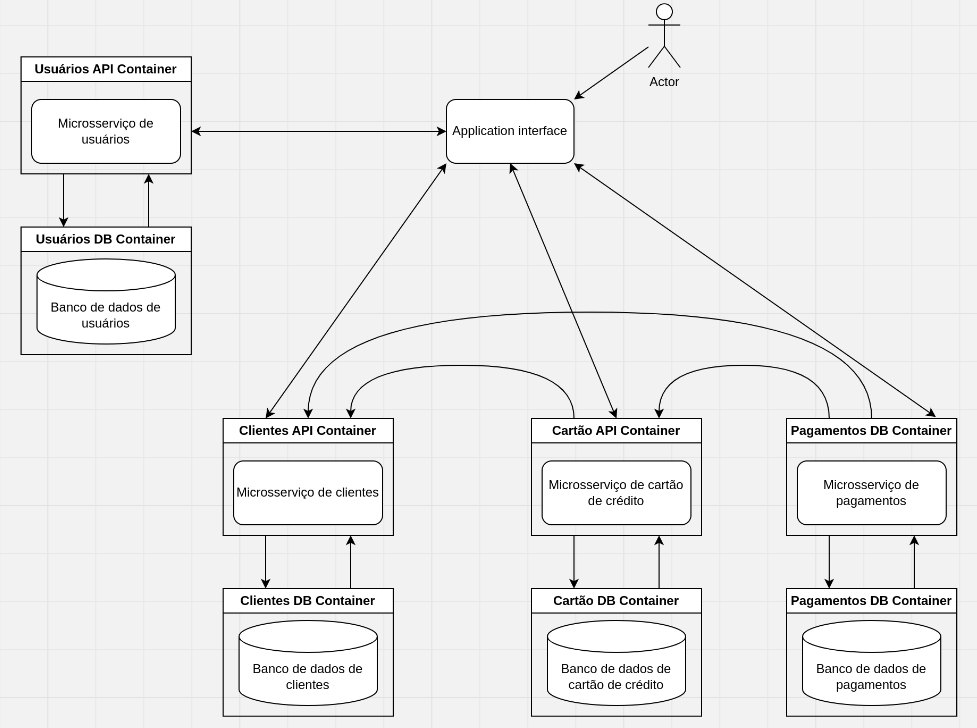 Actor
Usuários API Container
Microsserviço de
usuários
Application interface
Usuários DB Container
Banco de dados de
usuários
Clientes API Container
Microsserviço de clientes
Cartão API Container
Microsserviço de cartão
de crédito
Pagamentos DB Container
Microsserviço de
pagamentos
Clientes DB Container
Banco de dados de
clientes
Cartão DB Container
Banco de dados de
cartão de crédito
Pagamentos DB Container
Banco de dados de
pagamentos